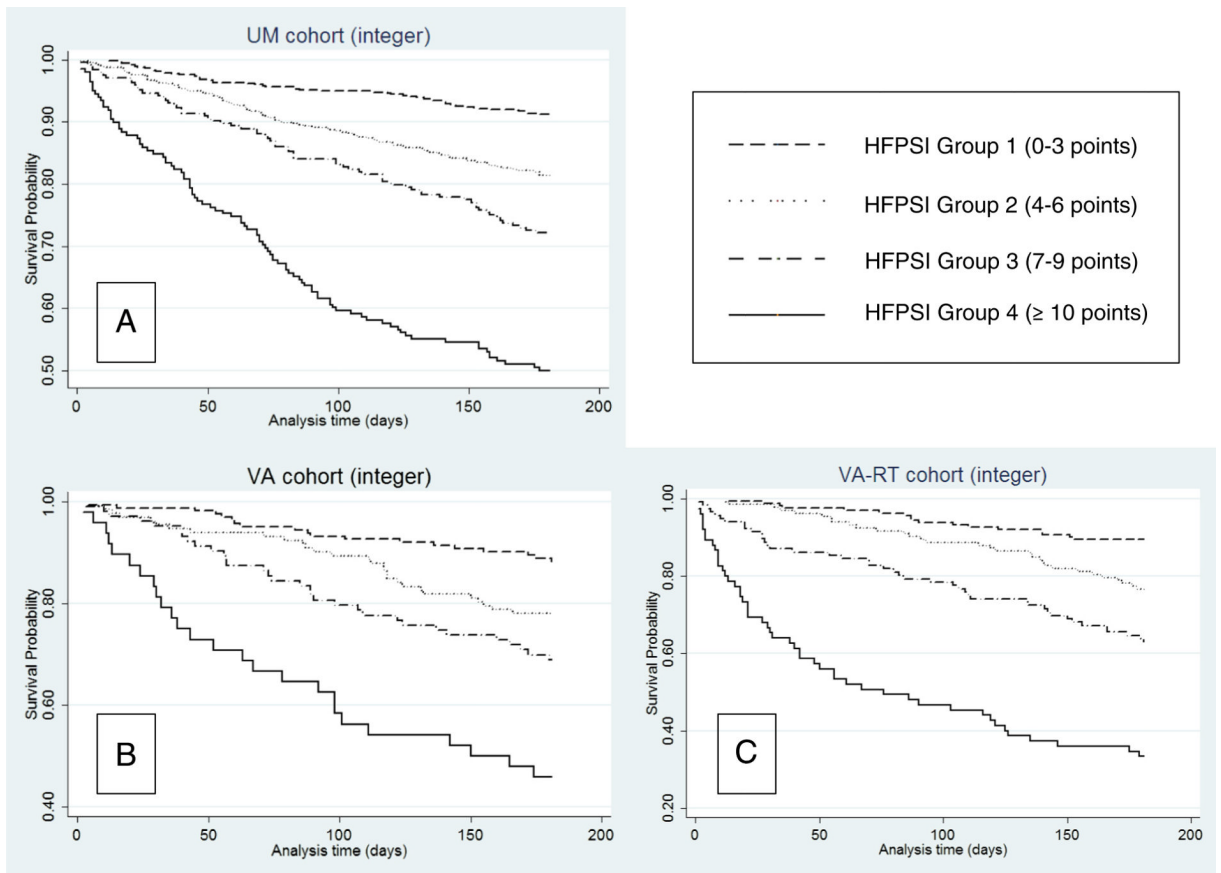 UM cohort (integer)
Survival Probability
1.00
0.90
0.80
0.70
0.60
0.50
A
0 50 100 150 200
Analysis time (days)
HFPSI Group 1 (0-3 points)
HFPSI Group 2 (4-6 points)
HFPSI Group 3 (7-9 points)
HFPSI Group 4 (≥ 10 points)
VA cohort (integer)
Survival Probability
1.00
0.80
0.60
0.40
B
0 50 100 150 200
Analysis time (days)
VA-RT cohort (integer)
Survival Probability
1.00
0.80
0.60
0.40
0.20
C
0 50 100 150 200
Analysis time (days)